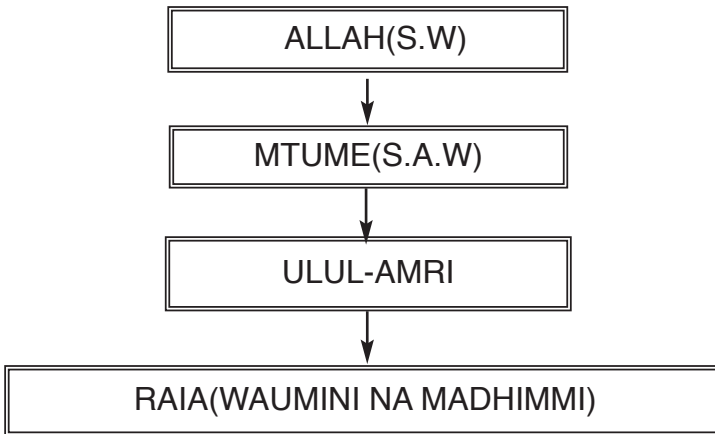 ALLAH(S.W)
MTUME(S.A.W)
ULUL-AMRI
RAIA(WAUMINI NA MADHIMMI)